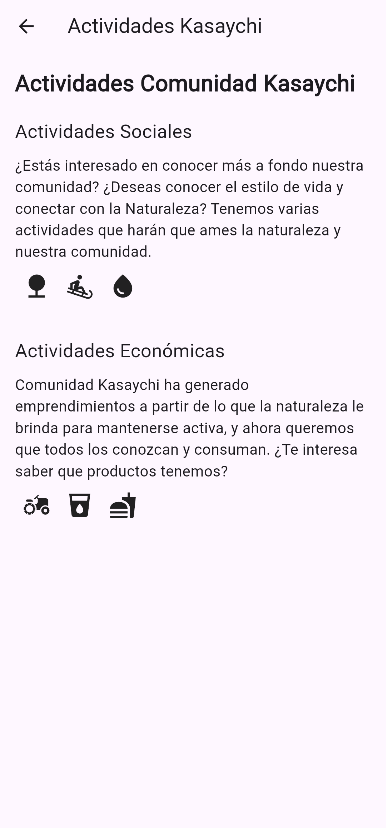 Actividades Kasaychi
Actividades Comunidad Kasaychi
Actividades Sociales
¿Estás interesado en conocer más a fondo nuestra
comunidad? ¿Deseas conocer el estilo de vida y
conectar con la Naturaleza? Tenemos varias
actividades que harán que ames la naturaleza y
nuestra comunidad.
Actividades Económicas
Comunidad Kasaychi ha generado
emprendimientos a partir de lo que la naturaleza le
brinda para mantenerse activa, y ahora queremos
que todos los conozcan y consuman. ¿Te interesa
saber que productos tenemos?